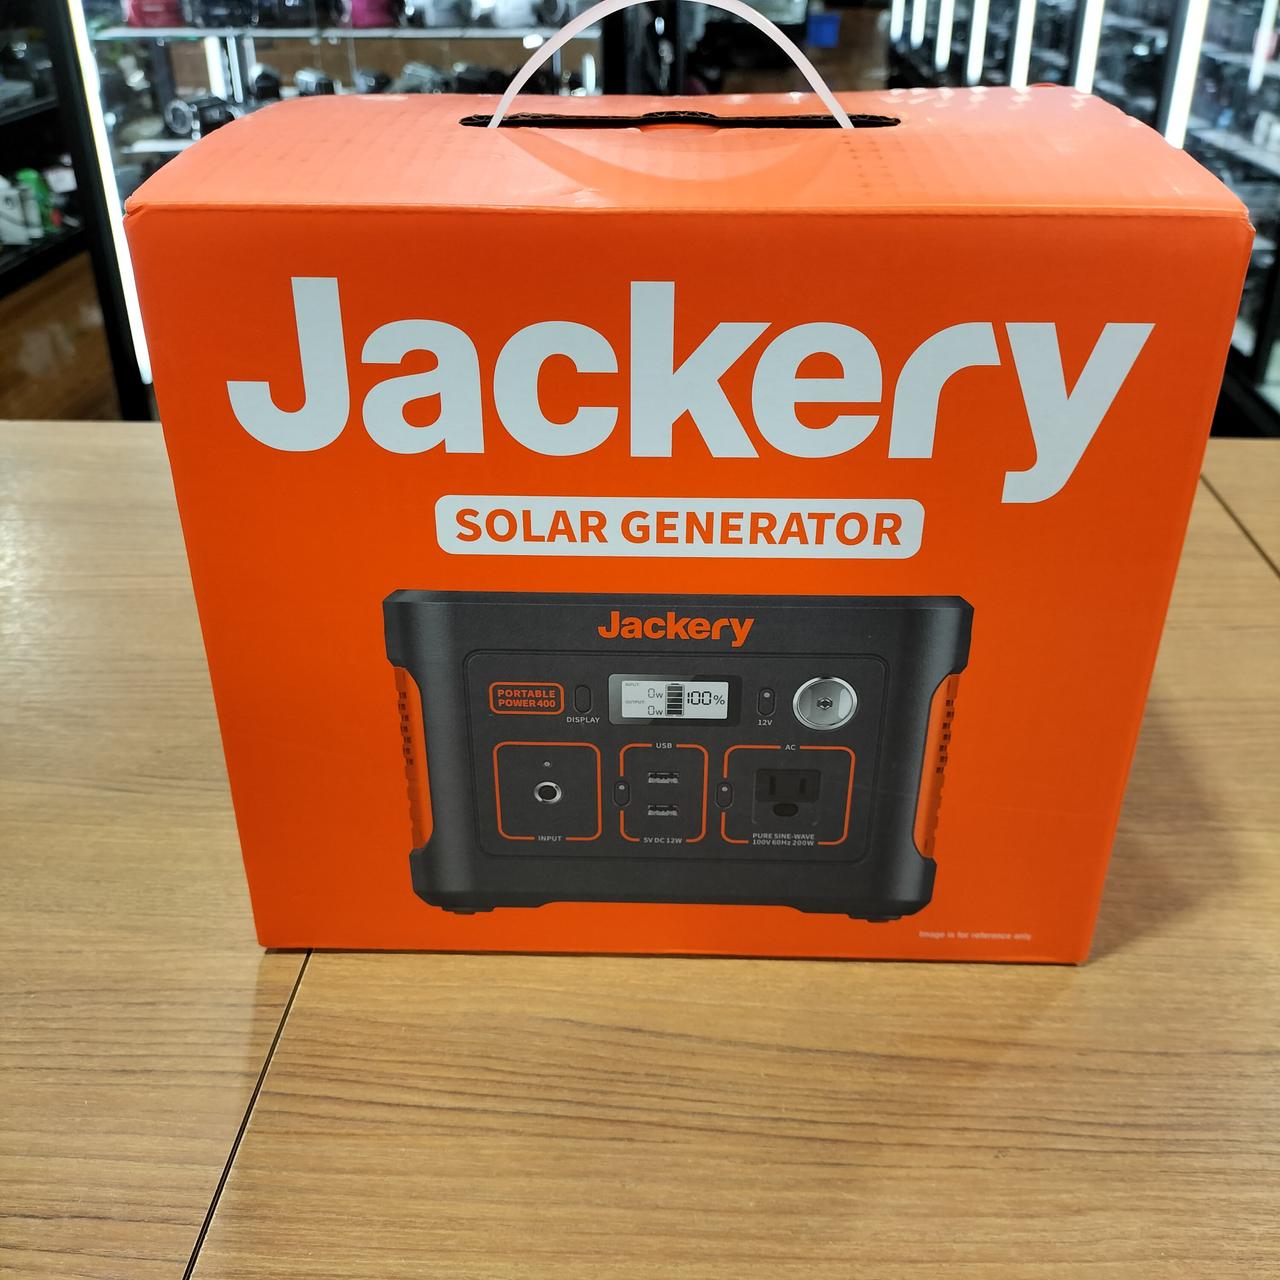 Jackery
SOLAR GENERATOR
Jackery
PORTABLE
POWER 400
DISPLAY
INPUT:
0w
OUTPUT:
0w
100%
12V
INPUT
USB
5V DC 12W
AC
PURE SINE-WAVE
100V 60Hz 200W
Image is for reference only